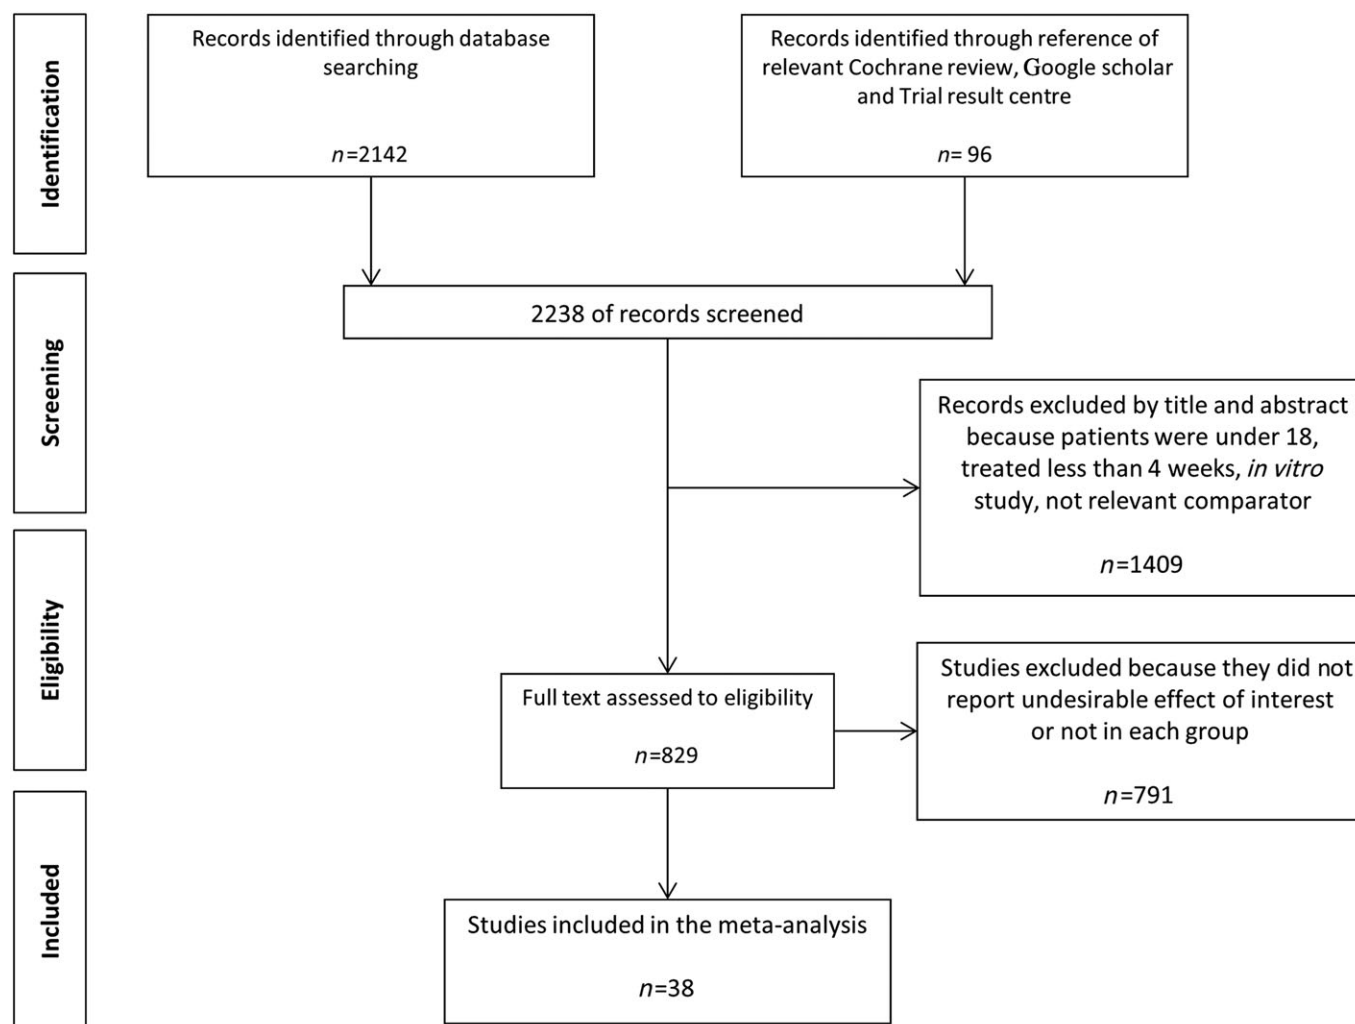 Identification
Records identified through database
searching
n=2142
Records identified through reference of
relevant Cochrane review, Google scholar
and Trial result centre
n= 96
Screening
2238 of records screened
Records excluded by title and abstract
because patients were under 18,
treated less than 4 weeks, in vitro
study, not relevant comparator
n=1409
Eligibility
Full text assessed to eligibility
n=829
Studies excluded because they did not
report undesirable effect of interest
or not in each group
n=791
Included
Studies included in the meta-analysis
n=38